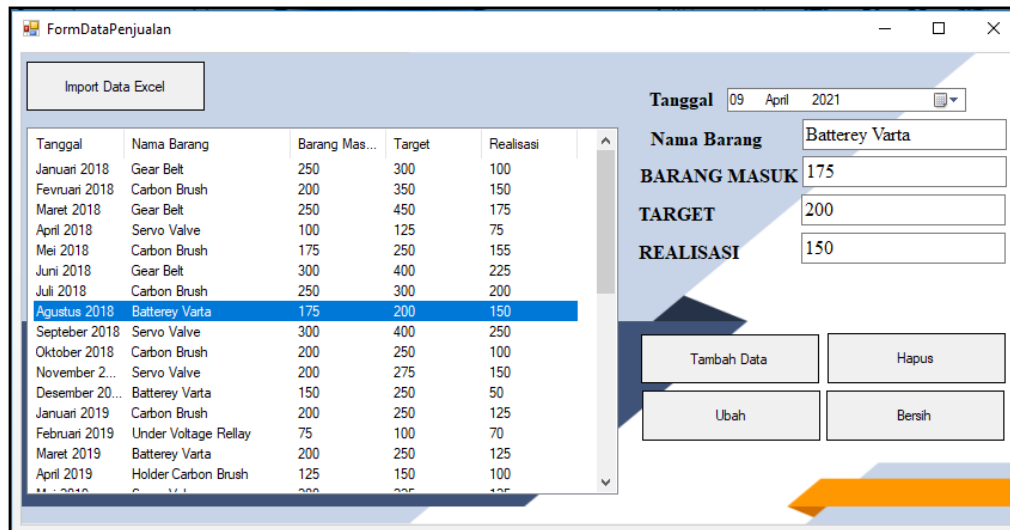 FormDataPenjualan
Import Data Excel
Tanggal 09 April 2021
Nama Barang Batterey Varta
BARANG MASUK 175
TARGET 200
REALISASI 150
Tanggal Nama Barang Barang Mas... Target Realisasi
Januari 2018 Gear Belt 250 300 100
Fevruari 2018 Carbon Brush 200 350 150
Maret 2018 Gear Belt 250 450 175
April 2018 Servo Valve 100 125 75
Mei 2018 Carbon Brush 175 250 155
Juni 2018 Gear Belt 300 400 225
Juli 2018 Carbon Brush 250 300 200
Agustus 2018 Batterey Varta 175 200 150
Septeber 2018 Servo Valve 300 400 250
Oktober 2018 Carbon Brush 200 250 100
November 2... Servo Valve 200 275 150
Desember 20... Batterey Varta 150 250 50
Januari 2019 Carbon Brush 200 250 125
Februari 2019 Under Voltage Rellay 75 100 70
Maret 2019 Batterey Varta 200 250 125
April 2019 Holder Carbon Brush 125 150 100
Tambah Data Hapus
Ubah Bersih